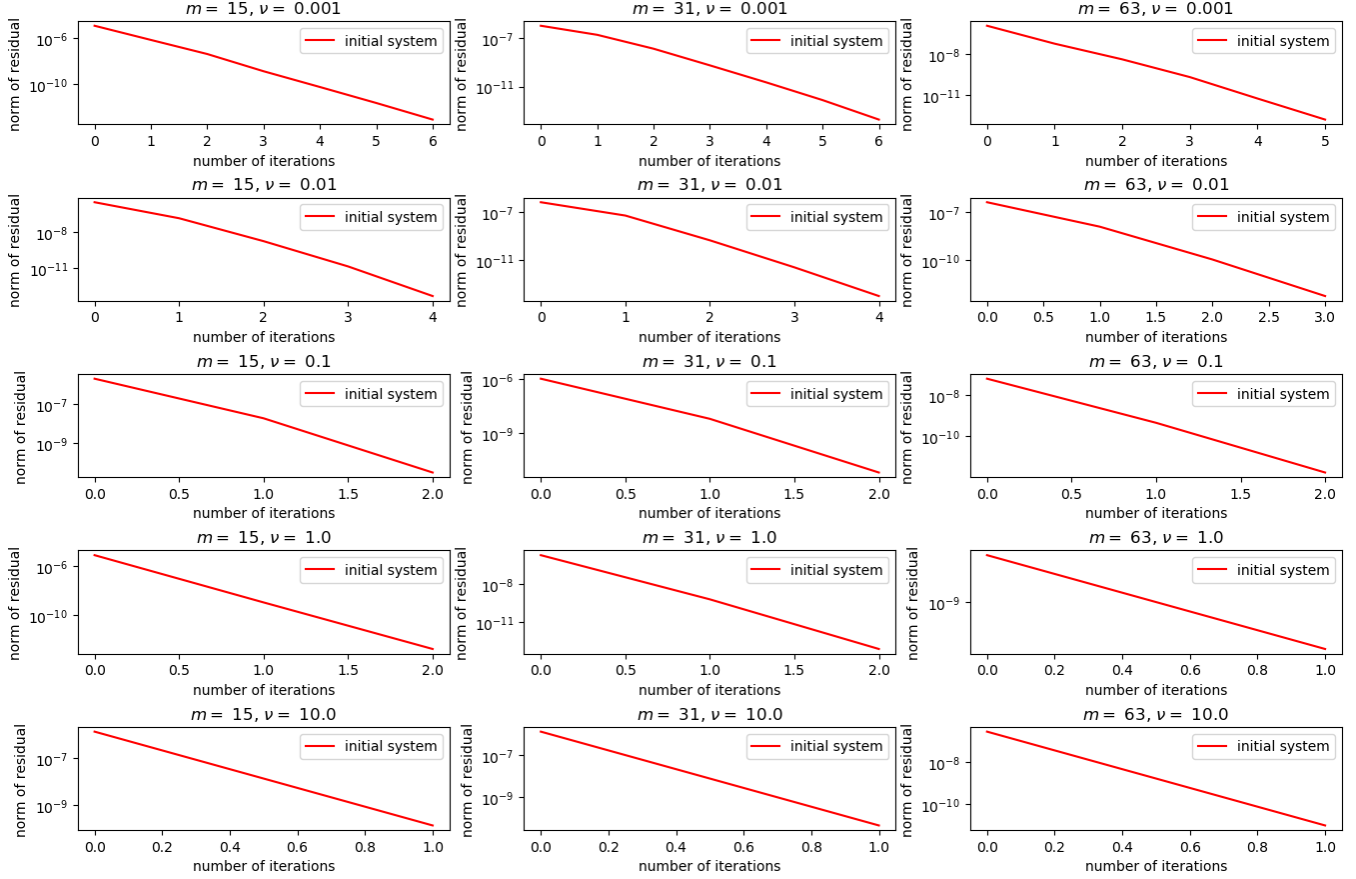 m = 15, ν = 0.001
norm of residual
10⁻⁶
10⁻¹⁰
initial system
0 1 2 3 4 5 6
number of iterations
m = 31, ν = 0.001
norm of residual
10⁻⁷
10⁻¹¹
initial system
0 1 2 3 4 5 6
number of iterations
m = 63, ν = 0.001
norm of residual
10⁻⁸
10⁻¹¹
initial system
0 1 2 3 4 5
number of iterations
m = 15, ν = 0.01
norm of residual
10⁻⁸
10⁻¹¹
initial system
0 1 2 3 4
number of iterations
m = 31, ν = 0.01
norm of residual
10⁻⁷
10⁻¹¹
initial system
0 1 2 3 4
number of iterations
m = 63, ν = 0.01
norm of residual
10⁻⁷
10⁻¹⁰
initial system
0.0 0.5 1.0 1.5 2.0 2.5 3.0
number of iterations
m = 15, ν = 0.1
norm of residual
10⁻⁷
10⁻⁹
initial system
0.0 0.5 1.0 1.5 2.0
number of iterations
m = 31, ν = 0.1
norm of residual
10⁻⁶
10⁻⁹
initial system
0.0 0.5 1.0 1.5 2.0
number of iterations
m = 63, ν = 0.1
norm of residual
10⁻⁸
10⁻¹⁰
initial system
0.0 0.5 1.0 1.5 2.0
number of iterations
m = 15, ν = 1.0
norm of residual
10⁻⁶
10⁻¹⁰
initial system
0.0 0.5 1.0 1.5 2.0
number of iterations
m = 31, ν = 1.0
norm of residual
10⁻⁸
10⁻¹¹
initial system
0.0 0.5 1.0 1.5 2.0
number of iterations
m = 63, ν = 1.0
norm of residual
10⁻⁹
initial system
0.0 0.2 0.4 0.6 0.8 1.0
number of iterations
m = 15, ν = 10.0
norm of residual
10⁻⁷
10⁻⁹
initial system
0.0 0.2 0.4 0.6 0.8 1.0
number of iterations
m = 31, ν = 10.0
norm of residual
10⁻⁷
10⁻⁹
initial system
0.0 0.2 0.4 0.6 0.8 1.0
number of iterations
m = 63, ν = 10.0
norm of residual
10⁻⁸
10⁻¹⁰
initial system
0.0 0.2 0.4 0.6 0.8 1.0
number of iterations